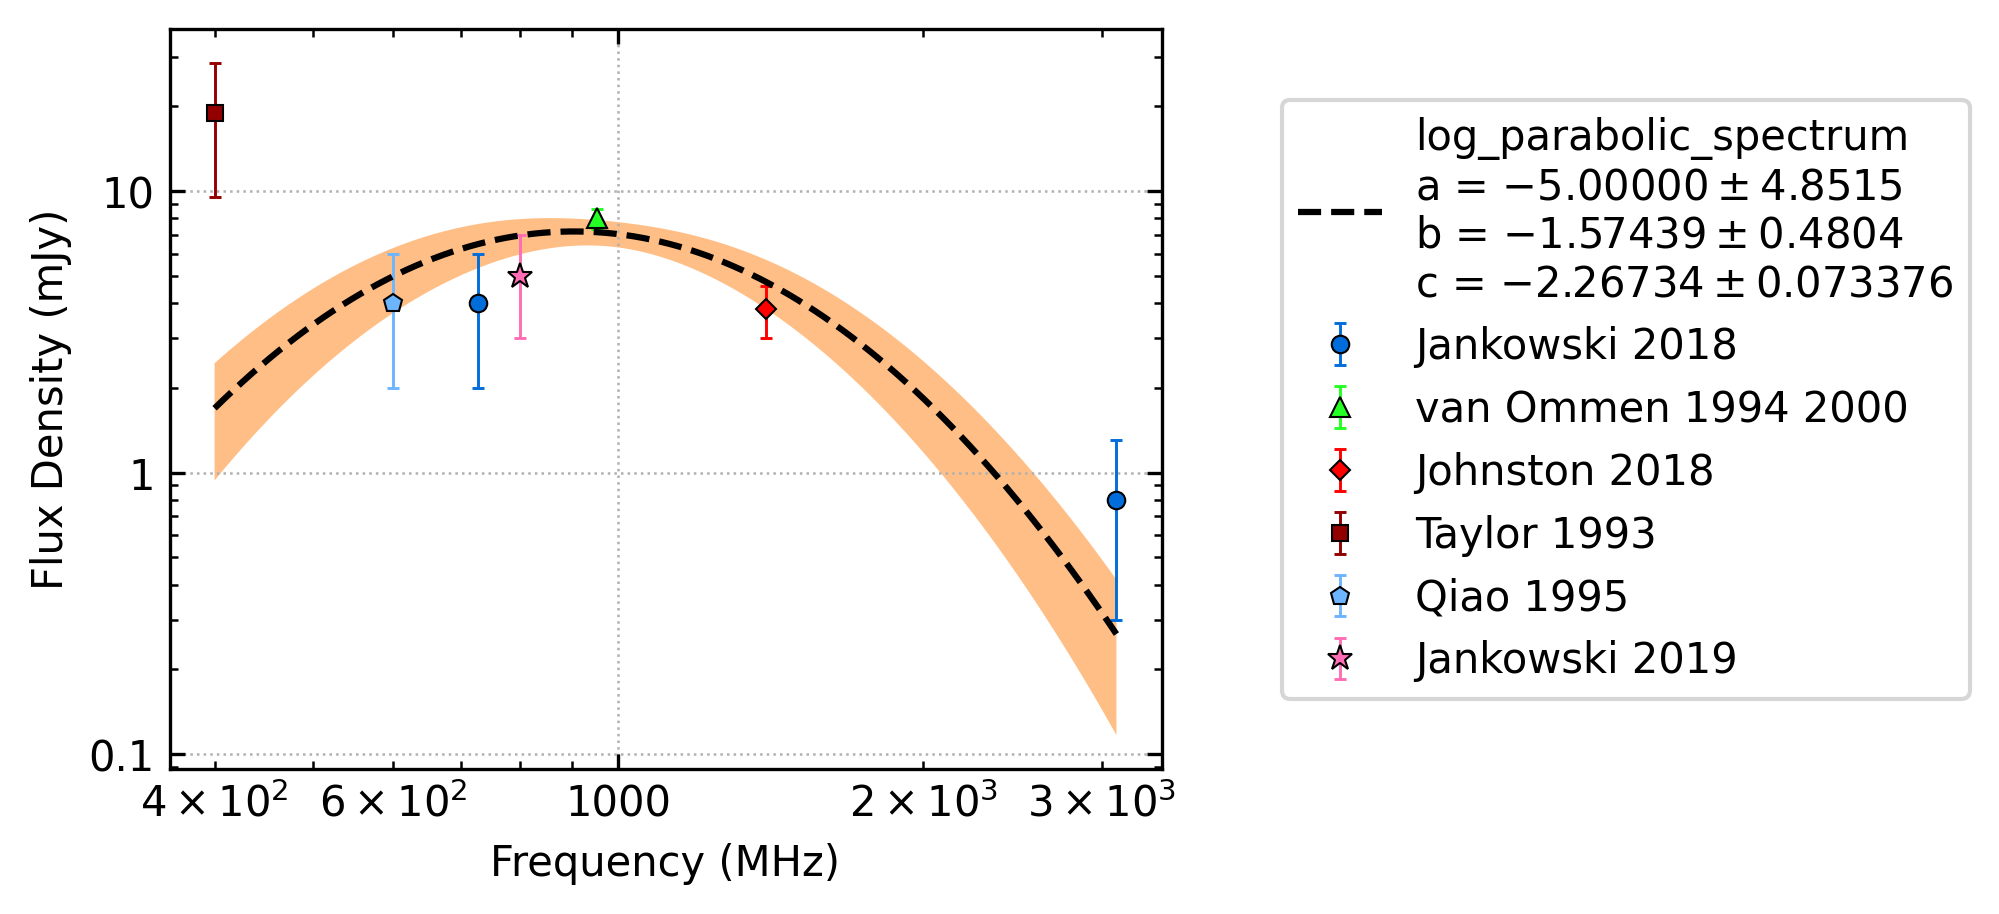 Flux Density (mJy)
10
1
0.1
4 × 10²
6 × 10²
1000
2 × 10³
3 × 10³
Frequency (MHz)
log_parabolic_spectrum
a = −5.00000 ± 4.8515
b = −1.57439 ± 0.4804
c = −2.26734 ± 0.073376
Jankowski 2018
van Ommen 1994 2000
Johnston 2018
Taylor 1993
Qiao 1995
Jankowski 2019